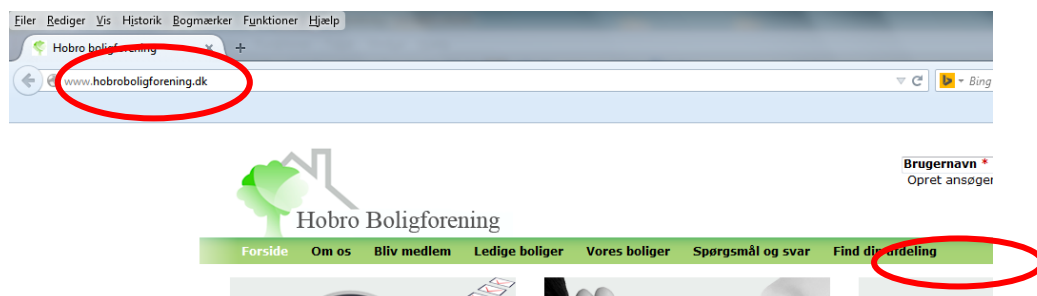 Filer Rediger Vis Historik Bogmærker Funktioner Hjælp
Hobro boligforening × +
www.hobroboligforening.dk Bing
Brugernavn *
Opret ansøger
Hobro Boligforening
Forside Om os Bliv medlem Ledige boliger Vores boliger Spørgsmål og svar Find din afdeling